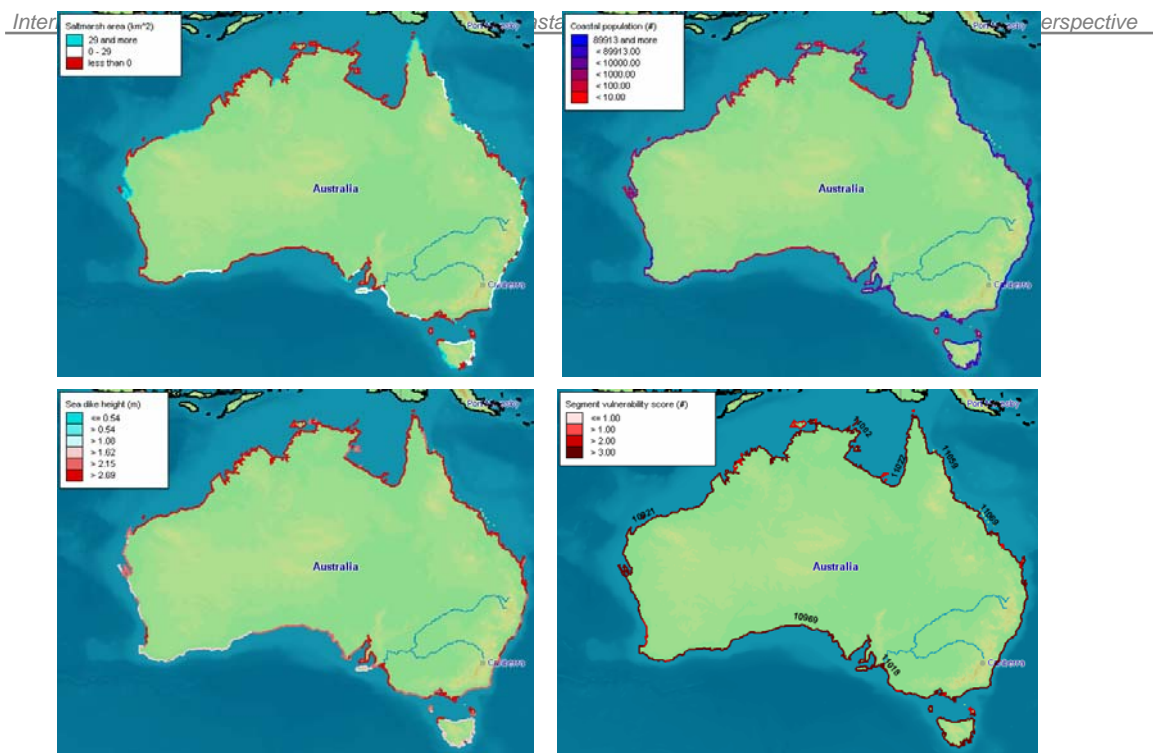 Inter
asta
erspective
Saltmarsh area (km^2)
29 and more
0 - 29
less than 0
Australia
Canberra
Coastal population (#)
89913 and more
< 89913.00
< 10000.00
< 1000.00
< 100.00
< 10.00
Australia
Canberra
Sea dike height (m)
<= 0.54
> 0.54
> 1.08
> 1.62
> 2.15
> 2.69
Australia
Canberra
Segment vulnerability score (#)
<= 1.00
> 1.00
> 2.00
> 3.00
10921
10969
11018
Australia
Canberra